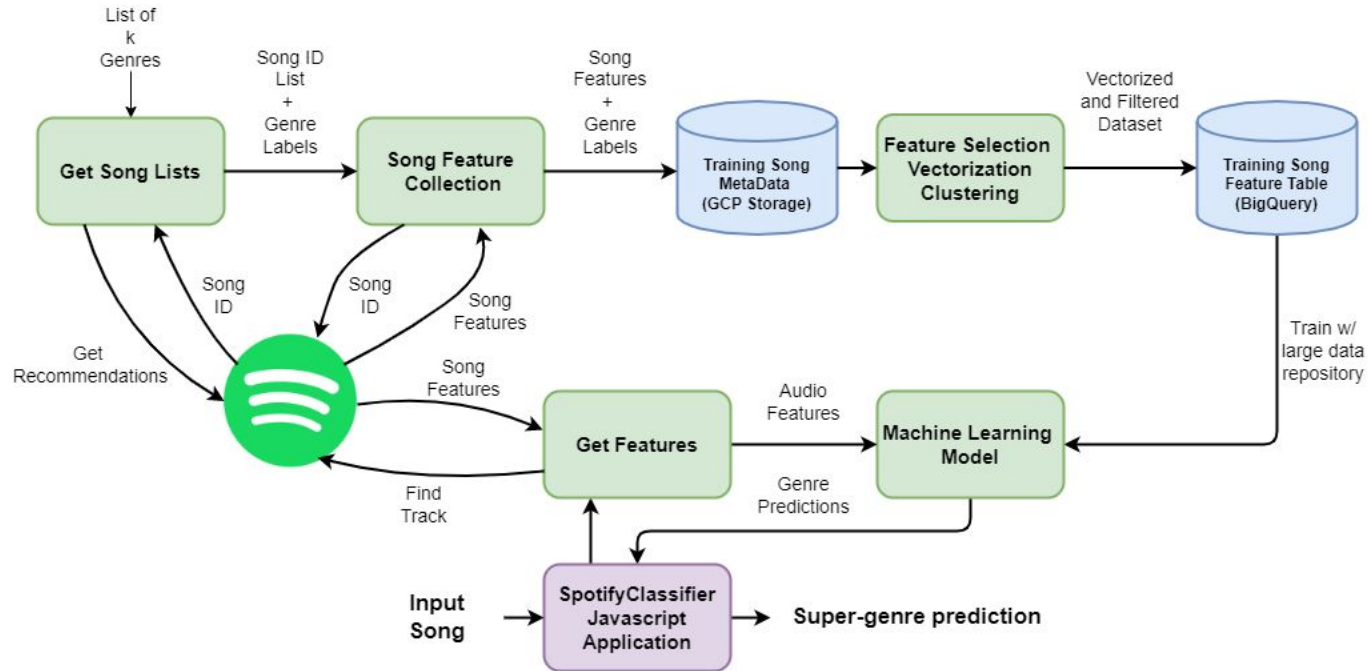 List of
k
Genres
Get Song Lists
Song ID
List
+
Genre
Labels
Song Feature
Collection
Song
Features
+
Genre
Labels
Training Song
MetaData
(GCP Storage)
Feature Selection
Vectorization
Clustering
Vectorized
and Filtered
Dataset
Training Song
Feature Table
(BigQuery)
Get
Recommendations
Song
ID
Song
ID
Song
Features
Song
Features
Find
Track
Get Features
Audio
Features
Machine Learning
Model
Train w/
large data
repository
Genre
Predictions
Input
Song
SpotifyClassifier
Javascript
Application
Super-genre prediction